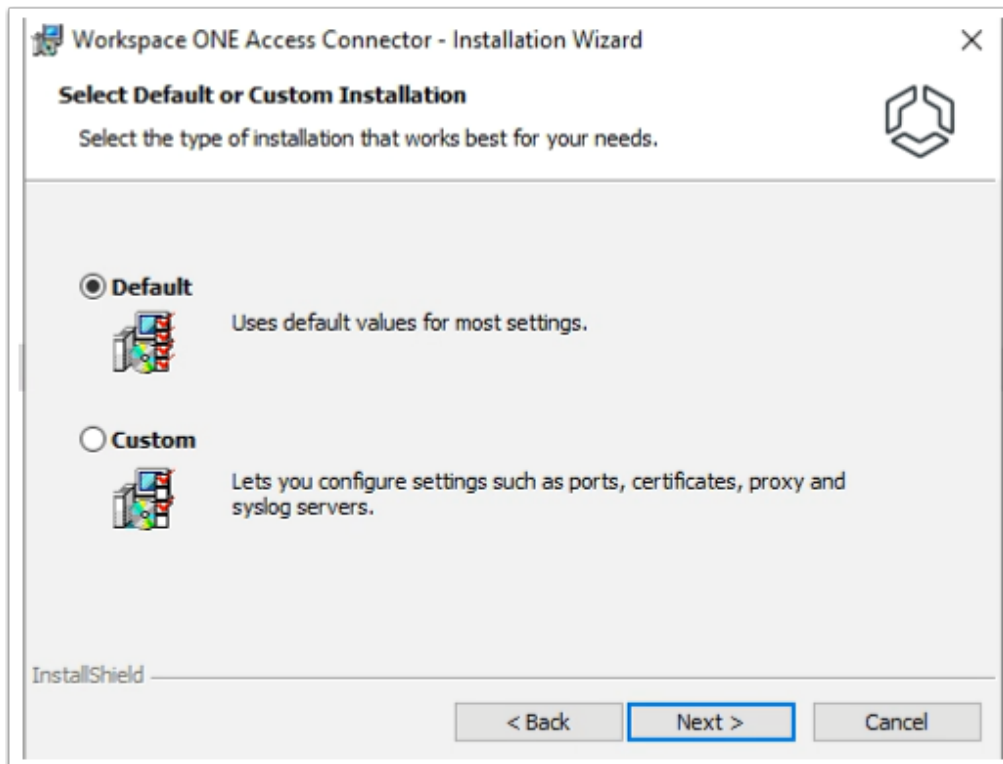 Workspace ONE Access Connector - Installation Wizard
Select Default or Custom Installation
Select the type of installation that works best for your needs.
Default
Uses default values for most settings.
Custom
Lets you configure settings such as ports, certificates, proxy and
syslog servers.
InstallShield
< Back
Next >
Cancel